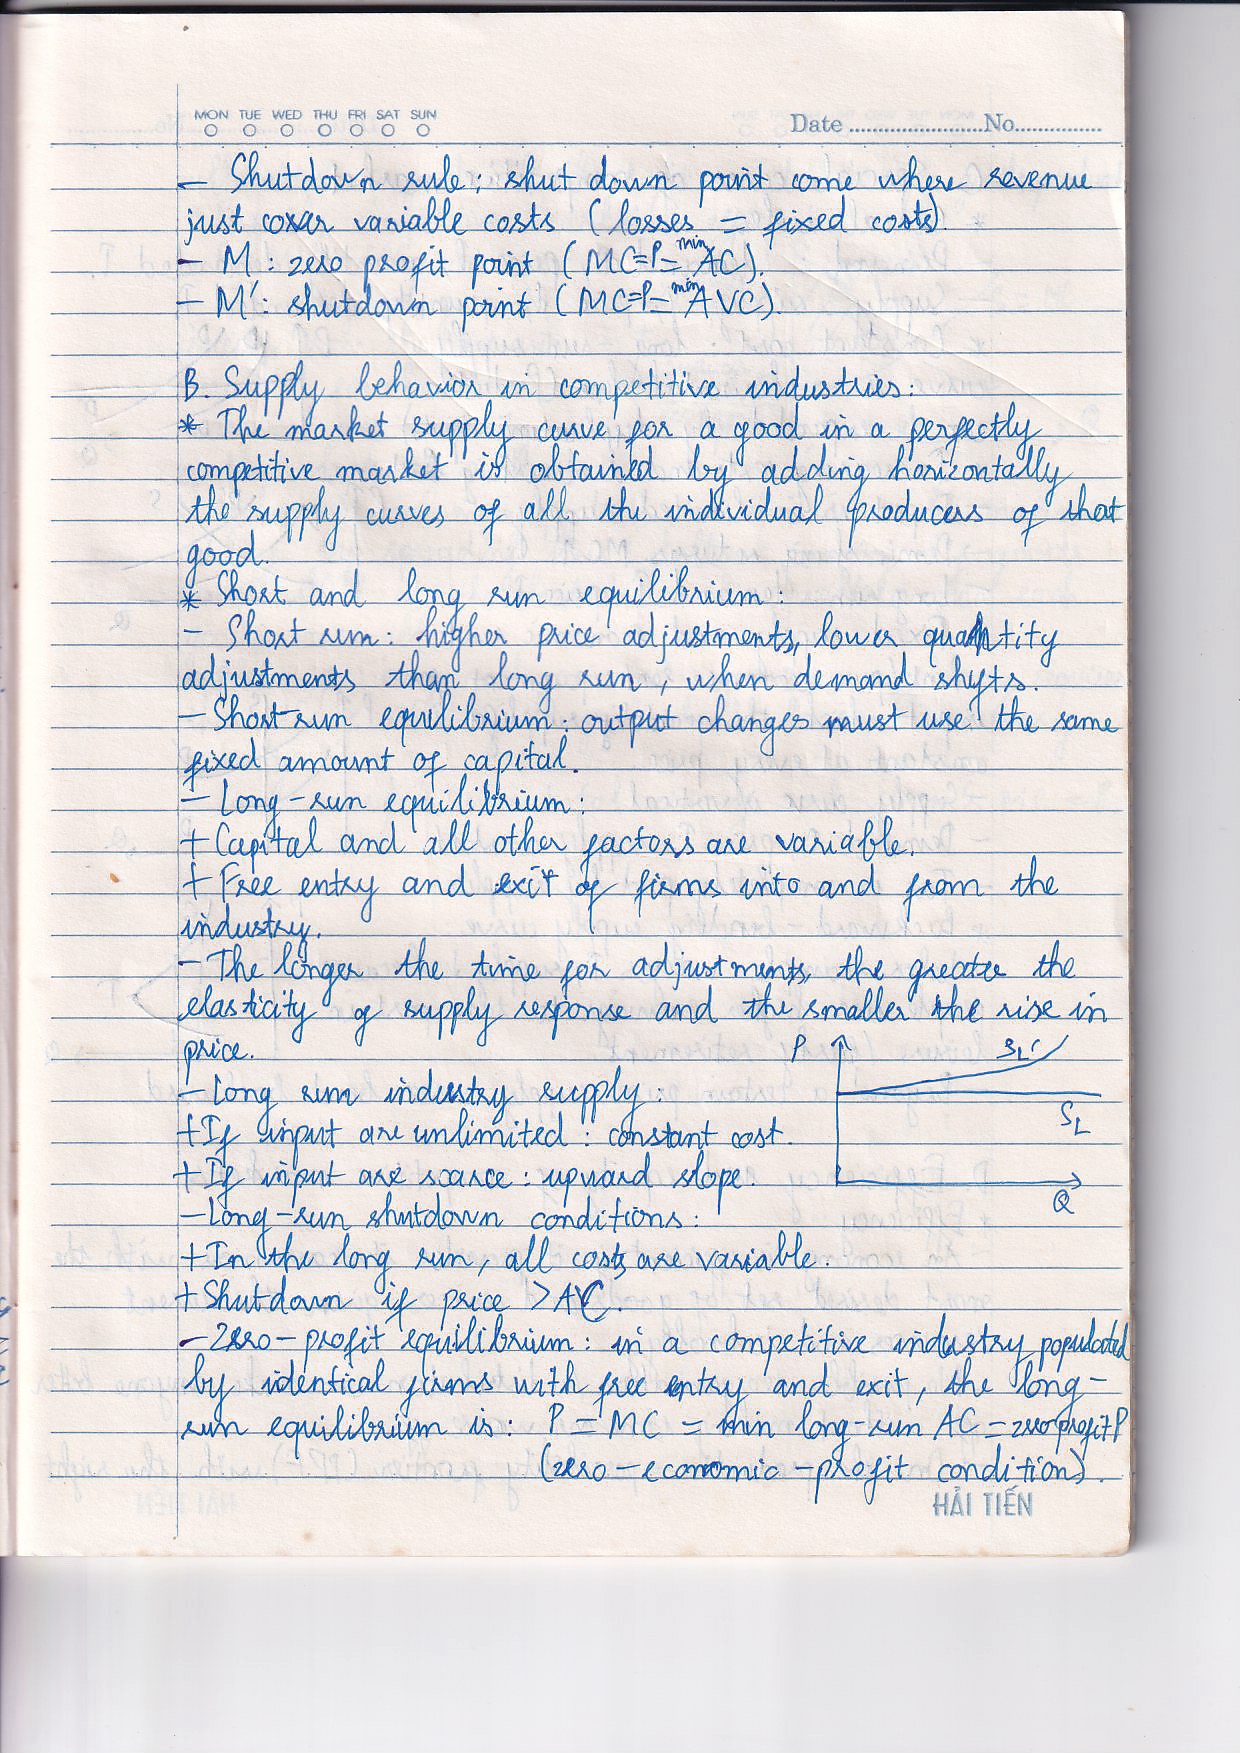 MON TUE WED THU FRI SAT SUN
Date ........................No................
– Shutdown rule: shut down point come where revenue
just cover variable costs (losses = fixed costs).
– M: zero profit point (MC=P=min AC).
– M': shutdown point (MC=P=min AVC).
B. Supply behavior in competitive industries:
* The market supply curve for a good in a perfectly
competitive market is obtained by adding horizontally
the supply curves of all the individual producers of that
good.
* Short and long run equilibrium:
– Short run: higher price adjustments, lower quantity
adjustments than long run, when demand shifts.
– Short-run equilibrium: output changes must use the same
fixed amount of capital.
– Long-run equilibrium:
+ Capital and all other factors are variable.
+ Free entry and exit of firms into and from the
industry.
– The longer the time for adjustments, the greater the
elasticity of supply response and the smaller the rise in
price.
P SL'
– Long run industry supply:
SL
+ If input are unlimited: constant cost.
+ If input are scarce: upward slope.
Q
– Long-run shutdown conditions:
+ In the long run, all costs are variable.
+ Shutdown if price > AC.
– Zero-profit equilibrium: in a competitive industry populated
by identical firms with free entry and exit, the long-
run equilibrium is: P = MC = min long-run AC = zero profit P
(zero-economic-profit condition).
HẢI TIẾN